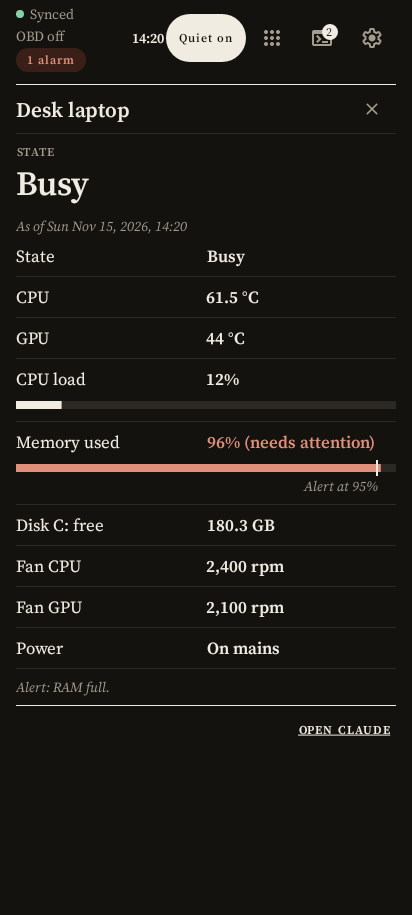 Synced
OBD off
1 alarm
14:20
Quiet on
2
Desk laptop
STATE
Busy
As of Sun Nov 15, 2026, 14:20
State Busy
CPU 61.5 °C
GPU 44 °C
CPU load 12%
Memory used 96% (needs attention)
Alert at 95%
Disk C: free 180.3 GB
Fan CPU 2,400 rpm
Fan GPU 2,100 rpm
Power On mains
Alert: RAM full.
OPEN CLAUDE